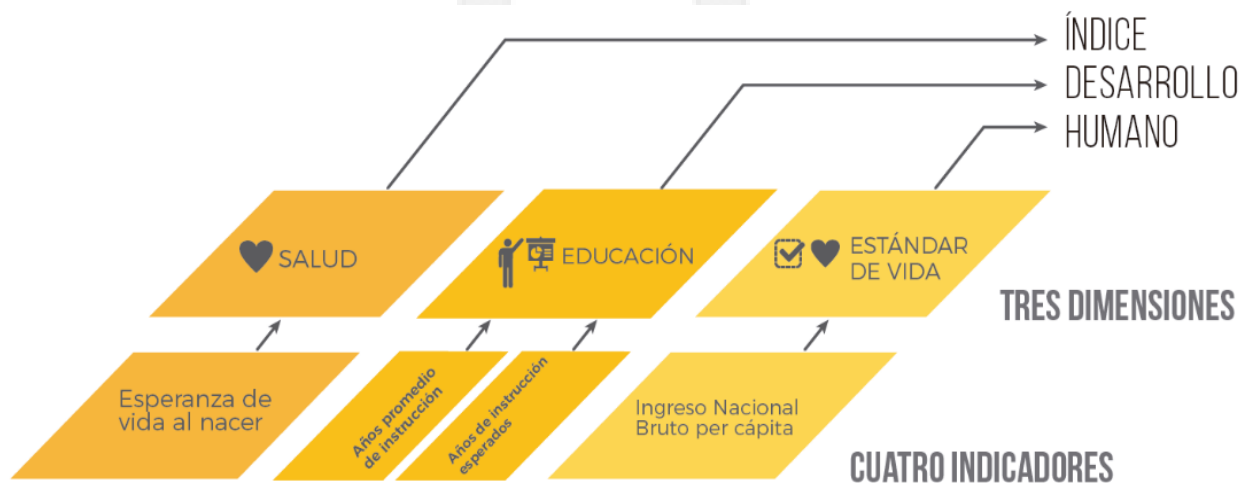 ÍNDICE
DESARROLLO
HUMANO
SALUD
EDUCACIÓN
ESTÁNDAR
DE VIDA
TRES DIMENSIONES
Esperanza de
vida al nacer
Años promedio
de instrucción
Años de instrucción
esperados
Ingreso Nacional
Bruto per cápita
CUATRO INDICADORES